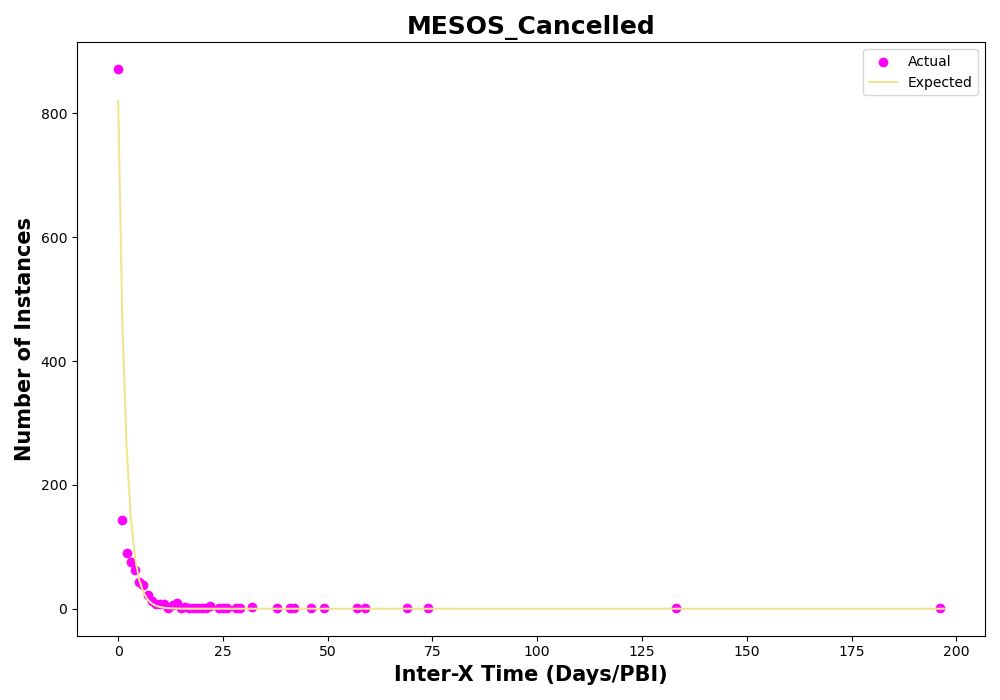 MESOS_Cancelled
Actual
Expected
Number of Instances
800
600
400
200
0
0
25
50
75
100
125
150
175
200
Inter-X Time (Days/PBI)